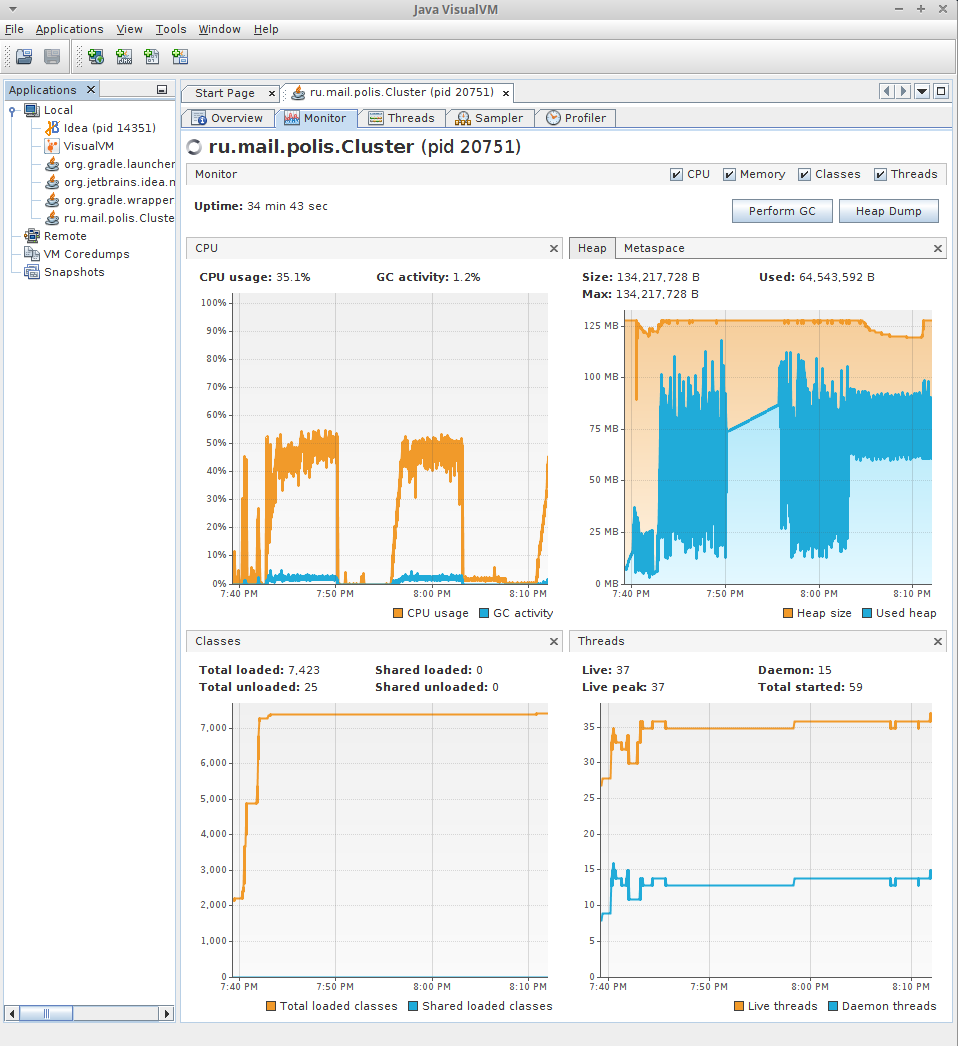 Java VisualVM
File Applications View Tools Window Help
Applications
Local
Idea (pid 14351)
VisualVM
org.gradle.launcher
org.jetbrains.idea.m
org.gradle.wrapper
ru.mail.polis.Cluste
Remote
VM Coredumps
Snapshots
Start Page ru.mail.polis.Cluster (pid 20751)
Overview Monitor Threads Sampler Profiler
ru.mail.polis.Cluster (pid 20751)
Monitor CPU Memory Classes Threads
Uptime: 34 min 43 sec Perform GC Heap Dump
CPU
CPU usage: 35.1% GC activity: 1.2%
100%
90%
80%
70%
60%
50%
40%
30%
20%
10%
0%
7:40 PM 7:50 PM 8:00 PM 8:10 PM
CPU usage GC activity
Heap Metaspace
Size: 134,217,728 B Used: 64,543,592 B
Max: 134,217,728 B
125 MB
100 MB
75 MB
50 MB
25 MB
0 MB
7:40 PM 7:50 PM 8:00 PM 8:10 PM
Heap size Used heap
Classes
Total loaded: 7,423 Shared loaded: 0
Total unloaded: 25 Shared unloaded: 0
7,000
6,000
5,000
4,000
3,000
2,000
1,000
0
7:40 PM 7:50 PM 8:00 PM 8:10 PM
Total loaded classes Shared loaded classes
Threads
Live: 37 Daemon: 15
Live peak: 37 Total started: 59
35
30
25
20
15
10
5
0
7:40 PM 7:50 PM 8:00 PM 8:10 PM
Live threads Daemon threads